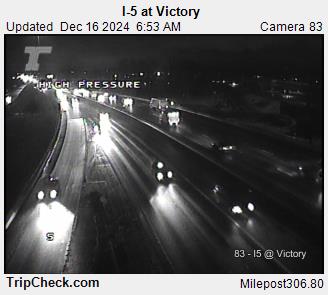 I-5 at Victory
Updated Dec 16 2024 6:53 AM Camera 83
T
HIGH PRESSURE
S
83 - I5 @ Victory
TripCheck.com Milepost306.80